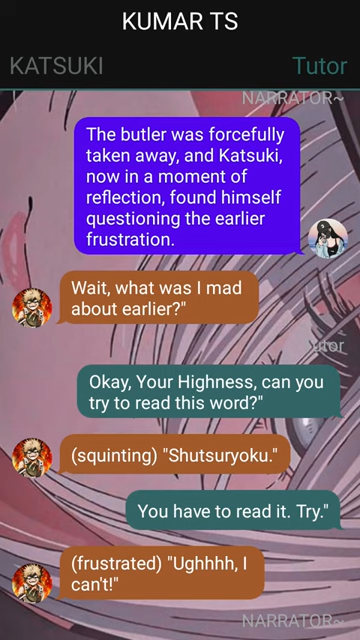 KUMAR TS
KATSUKI
Tutor
NARRATOR~
The butler was forcefully
taken away, and Katsuki,
now in a moment of
reflection, found himself
questioning the earlier
frustration.
Wait, what was I mad
about earlier?"
Tutor
Okay, Your Highness, can you
try to read this word?"
(squinting) "Shutsuryoku."
You have to read it. Try."
(frustrated) "Ughhhh, I
can't!"
NARRATOR~